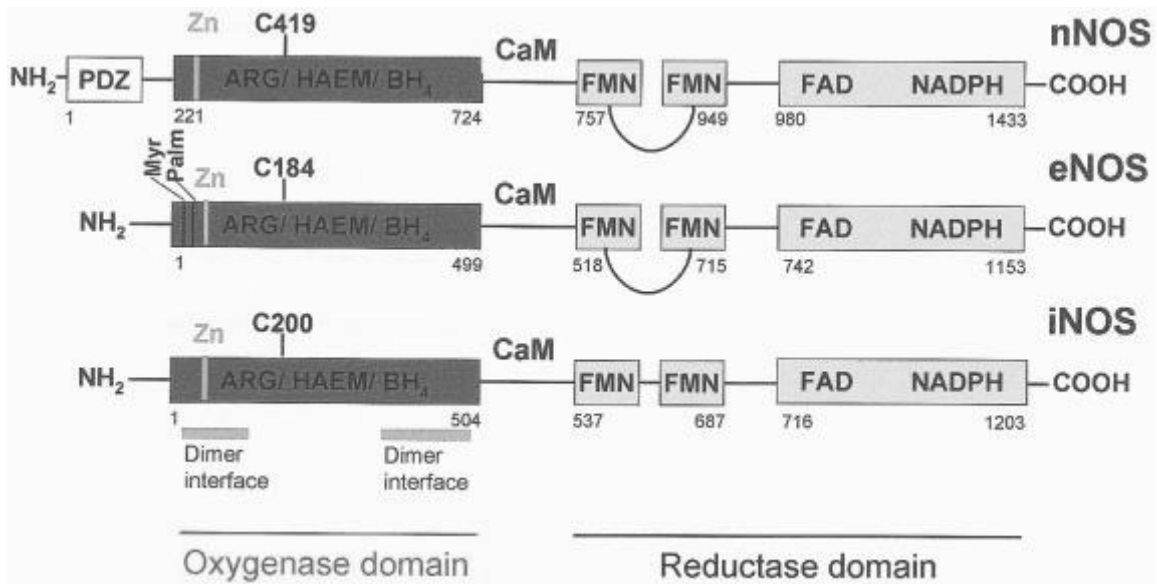 Zn C419 CaM nNOS
NH2 PDZ ARG/ HAEM/ BH4 FMN FMN FAD NADPH COOH
1 221 724 757 949 980 1433
Myr Palm Zn C184 CaM eNOS
NH2 ARG/ HAEM/ BH4 FMN FMN FAD NADPH COOH
1 499 518 715 742 1153
Zn C200 CaM iNOS
NH2 ARG/ HAEM/ BH4 FMN FMN FAD NADPH COOH
1 504 537 687 716 1203
Dimer interface Dimer interface
Oxygenase domain Reductase domain